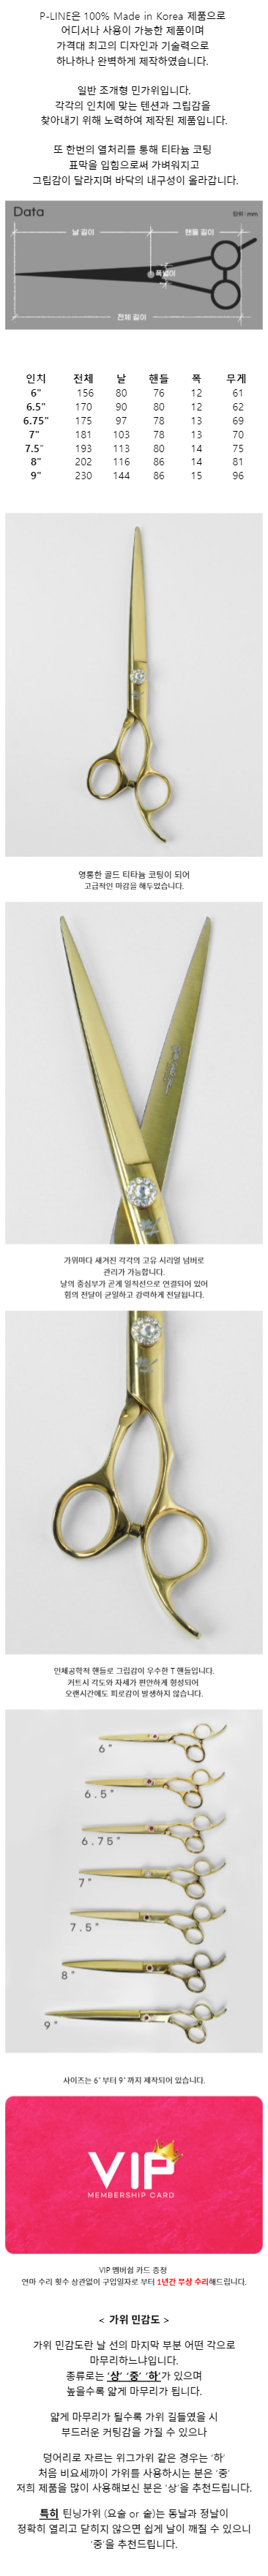 P-LINE은 100% Made in Korea 제품으로
어디서나 사용이 가능한 제품이며
가격대 최고의 디자인과 기술력으로
하나하나 완벽하게 제작하였습니다.
일반 조개형 민가위입니다.
각각의 인치에 맞는 텐션과 그립감을
찾아내기 위해 노력하여 제작된 제품입니다.
또 한번의 열처리를 통해 티타늄 코팅
표막을 입힘으로써 가벼워지고
그립감이 달라지며 바닥의 내구성이 올라갑니다.
Data
단위 : mm
날 길이 핸들 길이
폭넓이
전체 길이
인치 전체 날 핸들 폭 무게
6" 156 80 76 12 61
6.5" 170 90 80 12 62
6.75" 175 97 78 13 69
7" 181 103 78 13 70
7.5" 193 113 80 14 75
8" 202 116 86 14 81
9" 230 144 86 15 96
영롱한 골드 티타늄 코팅이 되어
고급적인 마감을 해두었습니다.
가위마다 새겨진 각각의 고유 시리얼 넘버로
관리가 가능합니다.
날의 중심부가 곧게 일직선으로 연결되어 있어
힘의 전달이 균일하고 강력하게 전달됩니다.
인체공학적 핸들로 그립감이 우수한 T 핸들입니다.
커트시 각도와 자세가 편안하게 형성되어
오랜시간에도 피로감이 발생하지 않습니다.
6"
6.5"
6.75"
7"
7.5"
8"
9"
사이즈는 6" 부터 9" 까지 제작되어 있습니다.
VIP
MEMBERSHIP CARD
VIP 멤버쉽 카드 증정
연마 수리 횟수 상관없이 구입일자로 부터 1년간 무상 수리해드립니다.
< 가위 민감도 >
가위 민감도란 날 선의 마지막 부분 어떤 각으로
마무리하느냐입니다.
종류로는 '상' '중' '하'가 있으며
높을수록 얇게 마무리가 됩니다.
얇게 마무리가 될수록 가위 길들였을 시
부드러운 커팅감을 가질 수 있으나
덩어리로 자르는 위그가위 같은 경우는 '하'
처음 비요세까이 가위를 사용하시는 분은 '중'
저희 제품을 많이 사용해보신 분은 '상'을 추천드립니다.
특히 틴닝가위 (요술 or 숱)는 동날과 정날이
정확히 열리고 닫히지 않으면 쉽게 날이 깨질 수 있으니
'중'을 추천드립니다.